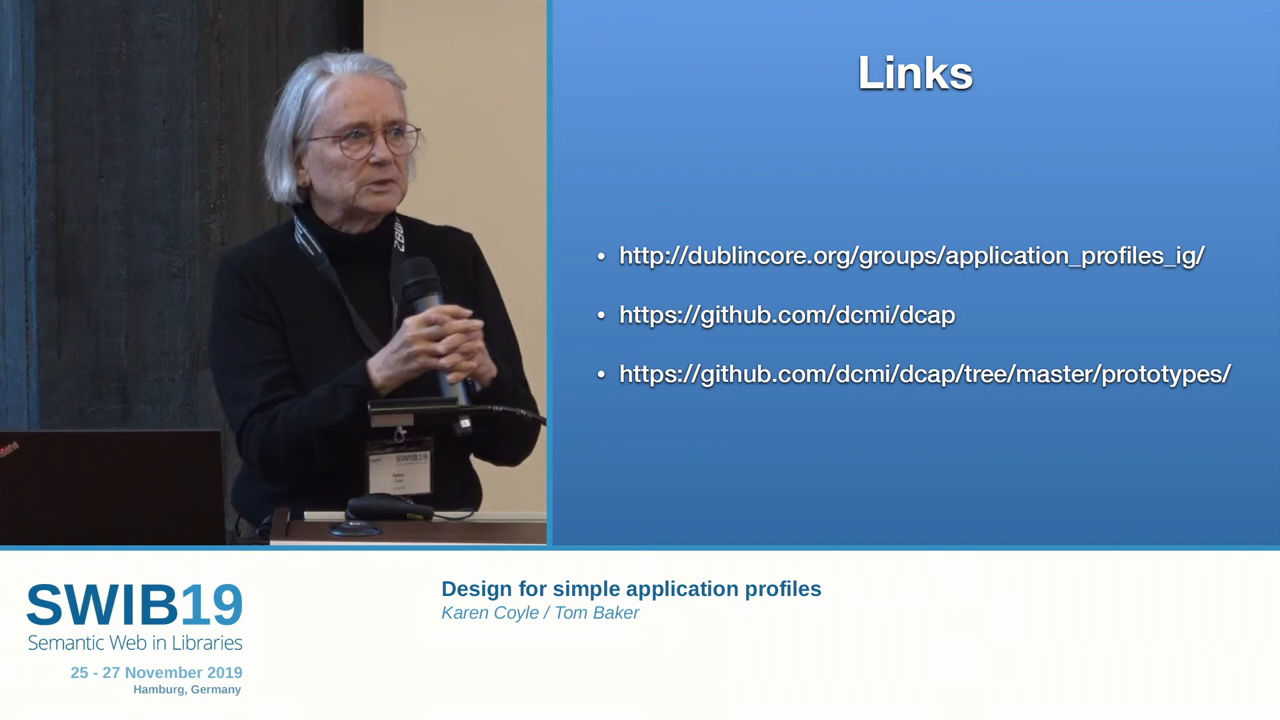 Links
• http://dublincore.org/groups/application_profiles_ig/
• https://github.com/dcmi/dcap
• https://github.com/dcmi/dcap/tree/master/prototypes/
SWIB19
SWIB19
Semantic Web in Libraries
25 - 27 November 2019
Hamburg, Germany
Design for simple application profiles
Karen Coyle / Tom Baker